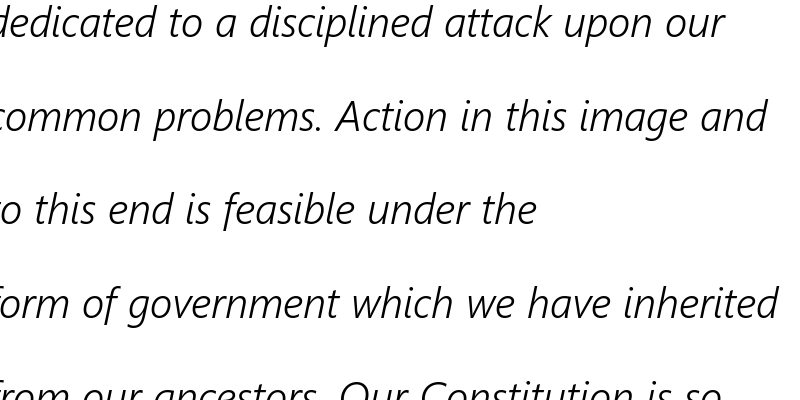 dedicated to a disciplined attack upon our
common problems. Action in this image and
to this end is feasible under the
form of government which we have inherited
from our ancestors. Our Constitution is so